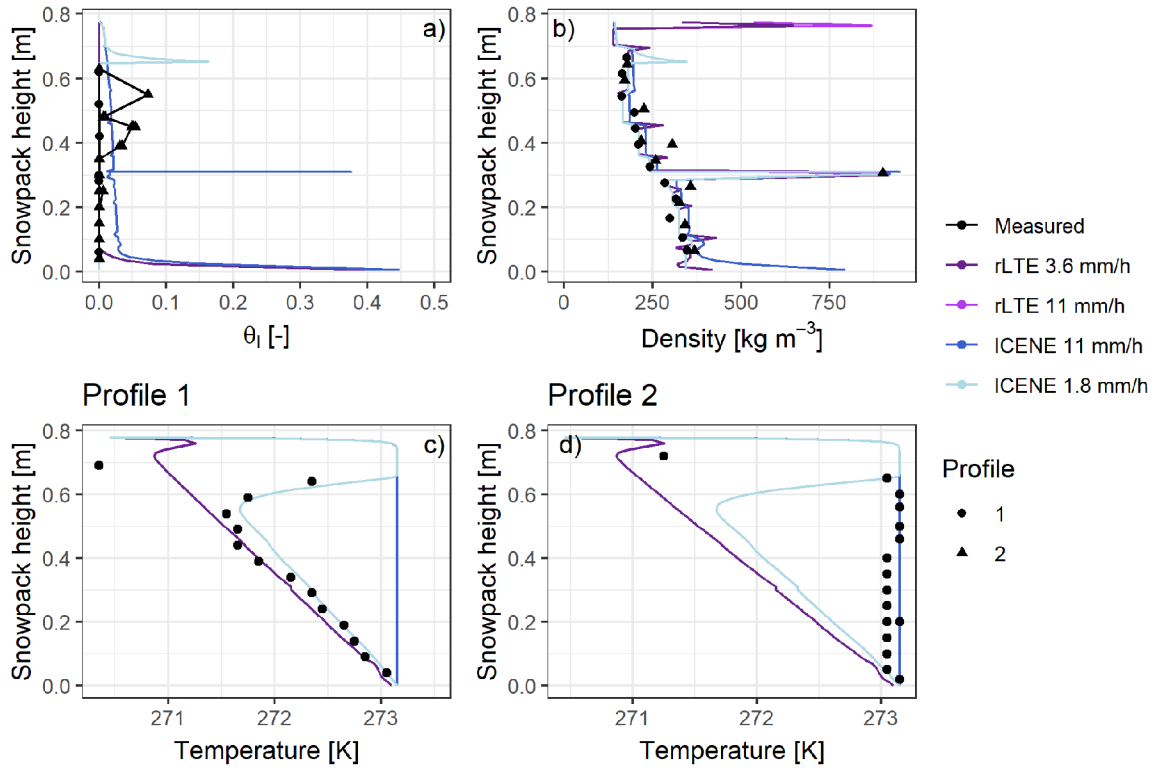 a)
b)
Snowpack height [m]
0.8
0.6
0.4
0.2
0.0
0.0 0.1 0.2 0.3 0.4 0.5
θl [-]
Snowpack height [m]
0.8
0.6
0.4
0.2
0.0
0 250 500 750
Density [kg m⁻³]
Measured
rLTE 3.6 mm/h
rLTE 11 mm/h
ICENE 11 mm/h
ICENE 1.8 mm/h
Profile 1
c)
Snowpack height [m]
0.8
0.6
0.4
0.2
0.0
271 272 273
Temperature [K]
Profile 2
d)
Snowpack height [m]
0.8
0.6
0.4
0.2
0.0
271 272 273
Temperature [K]
Profile
1
2